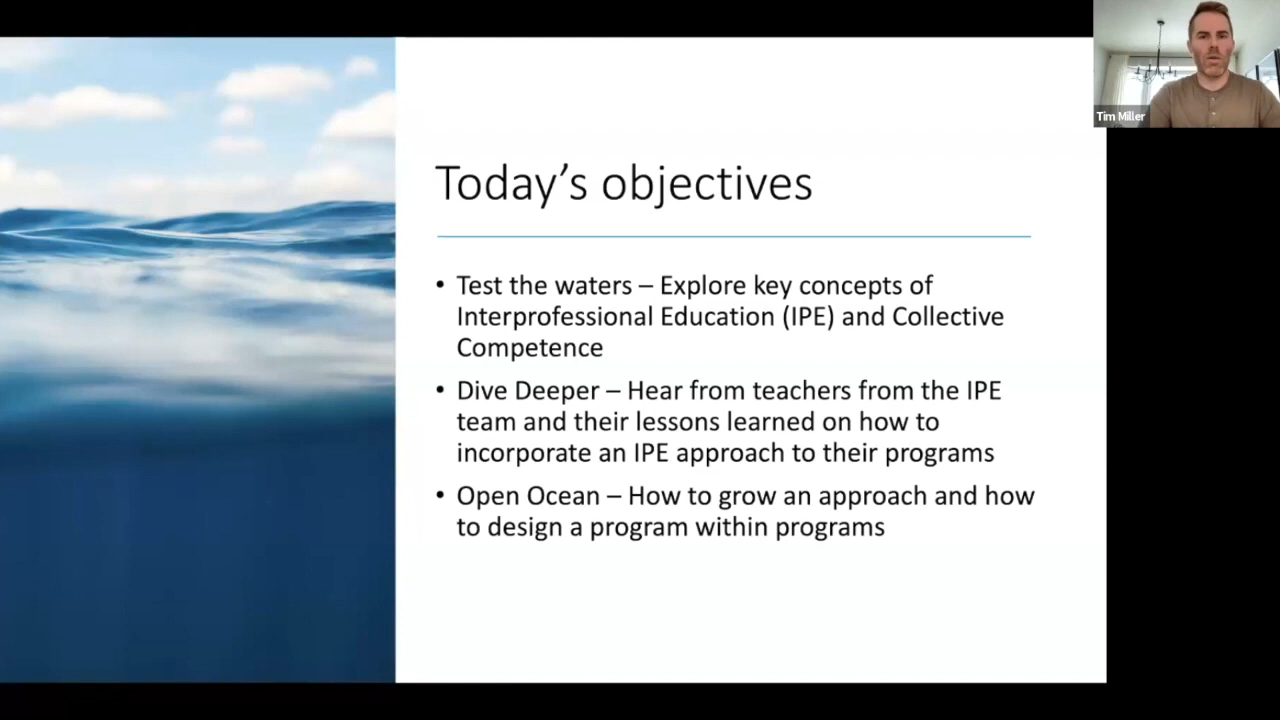 Tim Miller
Today’s objectives
• Test the waters – Explore key concepts of
Interprofessional Education (IPE) and Collective
Competence
• Dive Deeper – Hear from teachers from the IPE
team and their lessons learned on how to
incorporate an IPE approach to their programs
• Open Ocean – How to grow an approach and how
to design a program within programs